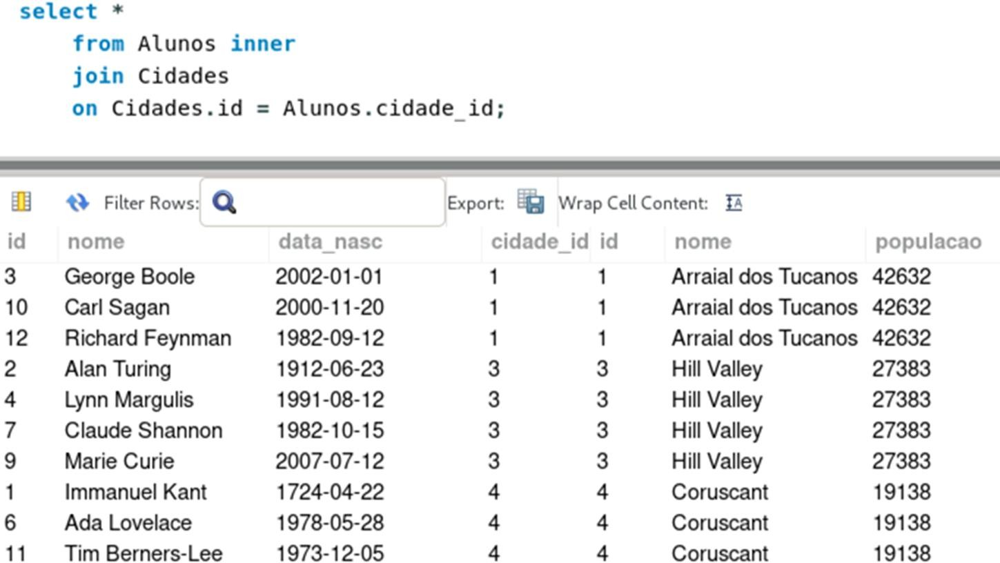 select *
from Alunos inner
join Cidades
on Cidades.id = Alunos.cidade_id;
Filter Rows: Export: Wrap Cell Content:
id nome data_nasc cidade_id id nome populacao
3 George Boole 2002-01-01 1 1 Arraial dos Tucanos 42632
10 Carl Sagan 2000-11-20 1 1 Arraial dos Tucanos 42632
12 Richard Feynman 1982-09-12 1 1 Arraial dos Tucanos 42632
2 Alan Turing 1912-06-23 3 3 Hill Valley 27383
4 Lynn Margulis 1991-08-12 3 3 Hill Valley 27383
7 Claude Shannon 1982-10-15 3 3 Hill Valley 27383
9 Marie Curie 2007-07-12 3 3 Hill Valley 27383
1 Immanuel Kant 1724-04-22 4 4 Coruscant 19138
6 Ada Lovelace 1978-05-28 4 4 Coruscant 19138
11 Tim Berners-Lee 1973-12-05 4 4 Coruscant 19138